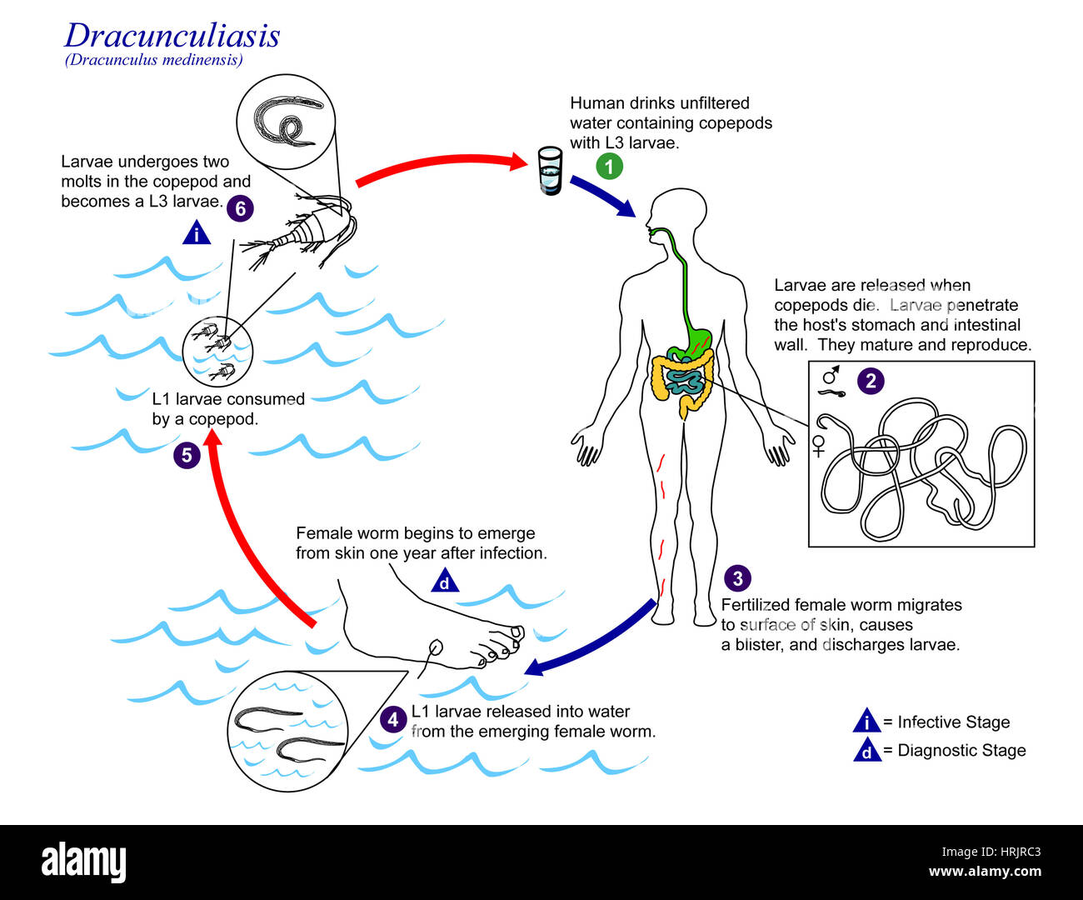 Dracunculiasis
(Dracunculus medinensis)
Human drinks unfiltered
water containing copepods
with L3 larvae.
1
Larvae undergoes two
molts in the copepod and
becomes a L3 larvae.
6
i
Larvae are released when
copepods die. Larvae penetrate
the host's stomach and intestinal
wall. They mature and reproduce.
♂
2
♀
L1 larvae consumed
by a copepod.
5
Female worm begins to emerge
from skin one year after infection.
d
3
Fertilized female worm migrates
to surface of skin, causes
a blister, and discharges larvae.
4
L1 larvae released into water
from the emerging female worm.
i = Infective Stage
d = Diagnostic Stage
alamy
Image ID: HRJRC3
www.alamy.com